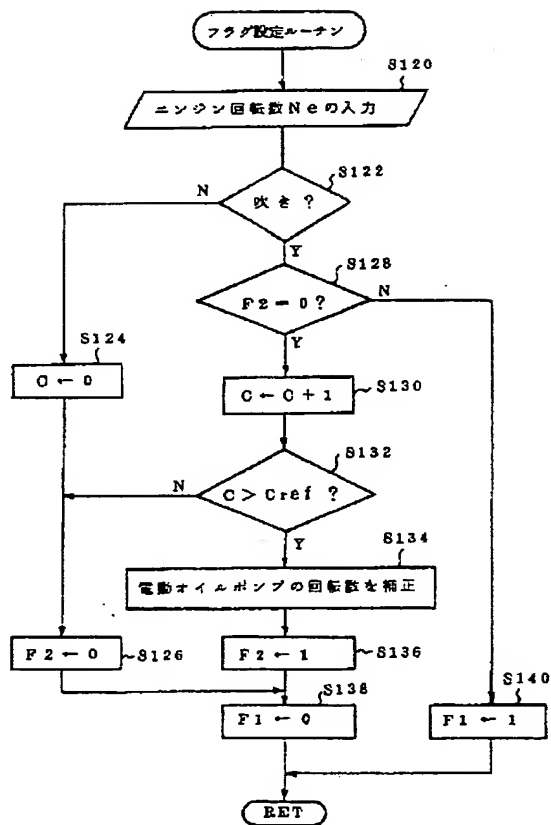 フラグ設定ルーチン
S120
エンジン回転数Neの入力
S122
吹き?
N
Y
S128
F2=0?
N
Y
S124
C←0
C←C+1
S130
S132
C>Cref?
N
Y
S134
電動オイルポンプの回転数を補正
F2←0
S126
F2←1
S136
S138
F1←0
S140
F1←1
RET